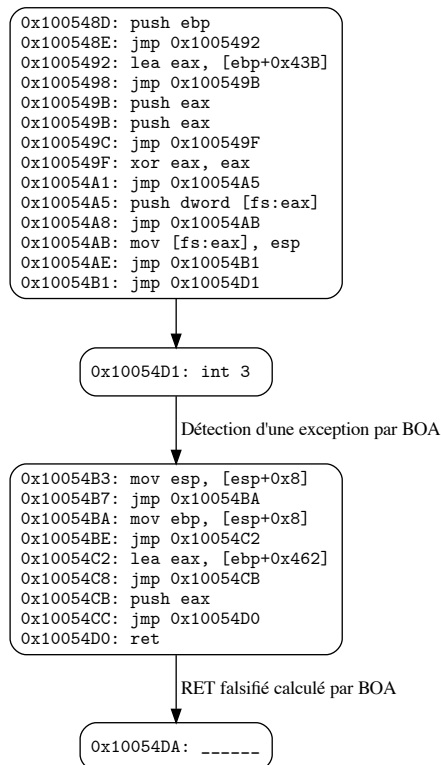 0x100548D: push ebp
0x100548E: jmp 0x1005492
0x1005492: lea eax, [ebp+0x43B]
0x1005498: jmp 0x100549B
0x100549B: push eax
0x100549B: push eax
0x100549C: jmp 0x100549F
0x100549F: xor eax, eax
0x10054A1: jmp 0x10054A5
0x10054A5: push dword [fs:eax]
0x10054A8: jmp 0x10054AB
0x10054AB: mov [fs:eax], esp
0x10054AE: jmp 0x10054B1
0x10054B1: jmp 0x10054D1
0x10054D1: int 3
Détection d'une exception par BOA
0x10054B3: mov esp, [esp+0x8]
0x10054B7: jmp 0x10054BA
0x10054BA: mov ebp, [esp+0x8]
0x10054BE: jmp 0x10054C2
0x10054C2: lea eax, [ebp+0x462]
0x10054C8: jmp 0x10054CB
0x10054CB: push eax
0x10054CC: jmp 0x10054D0
0x10054D0: ret
RET falsifié calculé par BOA
0x10054DA: ______